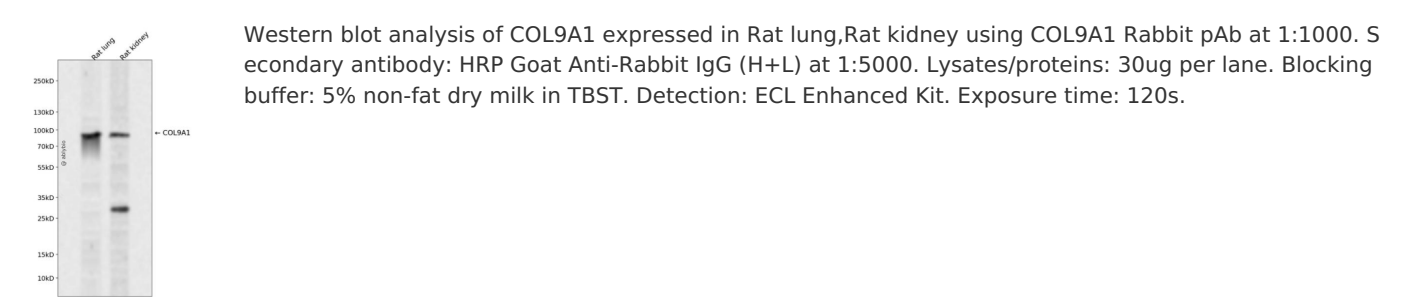 Rat lung
Rat kidney
250kD
130kD
100kD
70kD
55kD
35kD
25kD
15kD
10kD
← COL9A1
@ ablybio
Western blot analysis of COL9A1 expressed in Rat lung,Rat kidney using COL9A1 Rabbit pAb at 1:1000. S
econdary antibody: HRP Goat Anti-Rabbit IgG (H+L) at 1:5000. Lysates/proteins: 30ug per lane. Blocking
buffer: 5% non-fat dry milk in TBST. Detection: ECL Enhanced Kit. Exposure time: 120s.